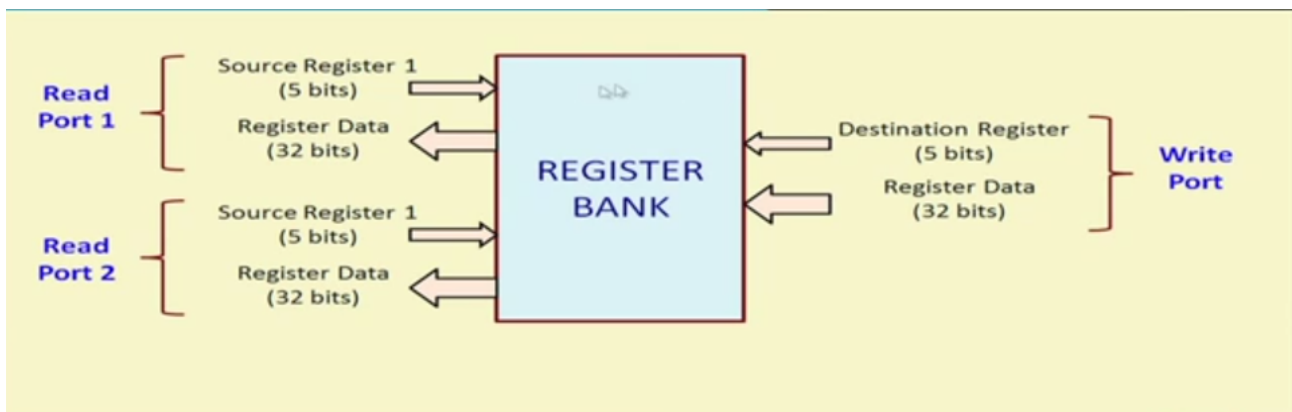 Read
Port 1
Source Register 1
(5 bits)
Register Data
(32 bits)
Read
Port 2
Source Register 1
(5 bits)
Register Data
(32 bits)
REGISTER
BANK
Destination Register
(5 bits)
Register Data
(32 bits)
Write
Port